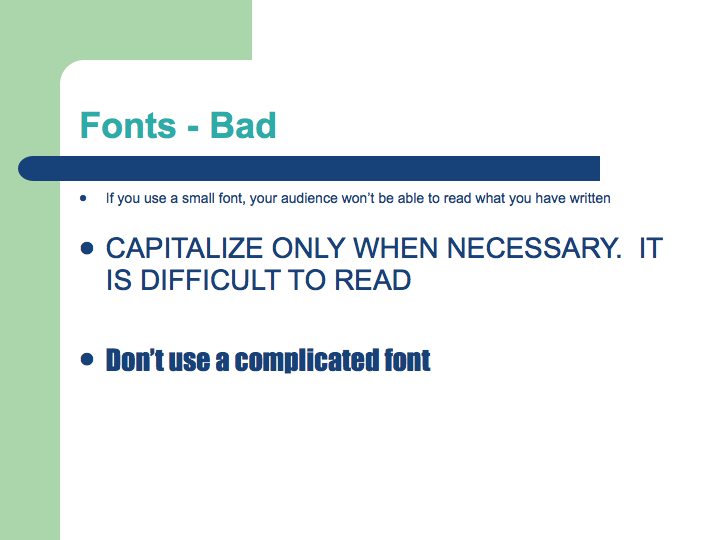 Fonts - Bad
• If you use a small font, your audience won’t be able to read what you have written
• CAPITALIZE ONLY WHEN NECESSARY.  IT
IS DIFFICULT TO READ
• Don’t use a complicated font